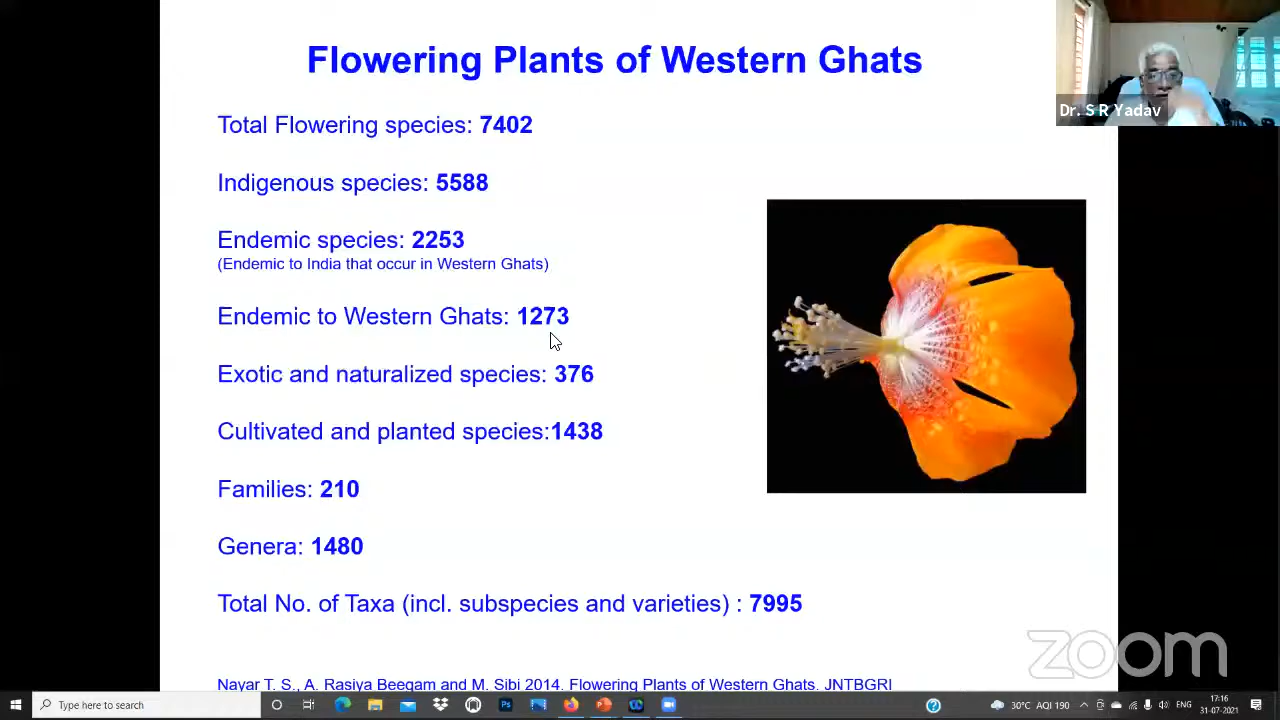 Flowering Plants of Western Ghats
Dr. S R Yadav
Total Flowering species: 7402
Indigenous species: 5588
Endemic species: 2253
(Endemic to India that occur in Western Ghats)
Endemic to Western Ghats: 1273
Exotic and naturalized species: 376
Cultivated and planted species:1438
Families: 210
Genera: 1480
Total No. of Taxa (incl. subspecies and varieties) : 7995
zoom
Nayar T. S., A. Rasiya Beegam and M. Sibi 2014. Flowering Plants of Western Ghats. JNTBGRI
Type here to search
Ps
30°C AQI 190
ENG
17:16
31-07-2021